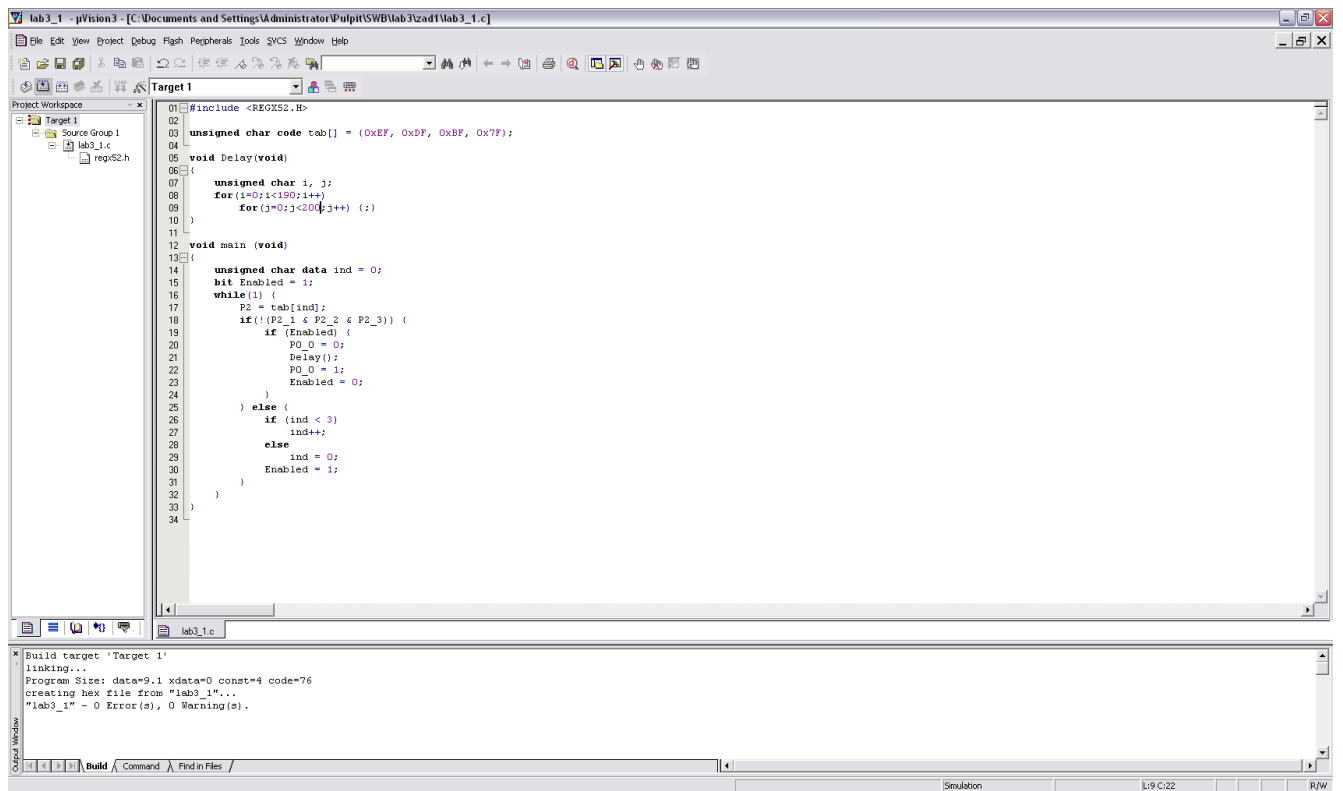 lab3_1 - µVision3 - [C:\Documents and Settings\Administrator\Pulpit\SWB\lab3\zad1\lab3_1.c]
File Edit View Project Debug Flash Peripherals Tools SVCS Window Help
Target 1
Project Workspace
Target 1
Source Group 1
lab3_1.c
regx52.h
01 #include <REGX52.H>
02
03 unsigned char code tab[] = {0xEF, 0xDF, 0xBF, 0x7F};
04
05 void Delay(void)
06 {
07     unsigned char i, j;
08     for(i=0;i<190;i++)
09         for(j=0;j<200;j++) {;}
10 }
11
12 void main (void)
13 {
14     unsigned char data ind = 0;
15     bit Enabled = 1;
16     while(1) {
17         P2 = tab[ind];
18         if(!(P2_1 & P2_2 & P2_3)) {
19             if (Enabled) {
20                 P0_0 = 0;
21                 Delay();
22                 P0_0 = 1;
23                 Enabled = 0;
24             }
25         } else {
26             if (ind < 3)
27                 ind++;
28             else
29                 ind = 0;
30             Enabled = 1;
31         }
32     }
33 }
34
lab3_1.c
Build target 'Target 1'
linking...
Program Size: data=9.1 xdata=0 const=4 code=76
creating hex file from "lab3_1"...
"lab3_1" - 0 Error(s), 0 Warning(s).
Output Window
Build Command Find in Files
Simulation L:9 C:22 R/W